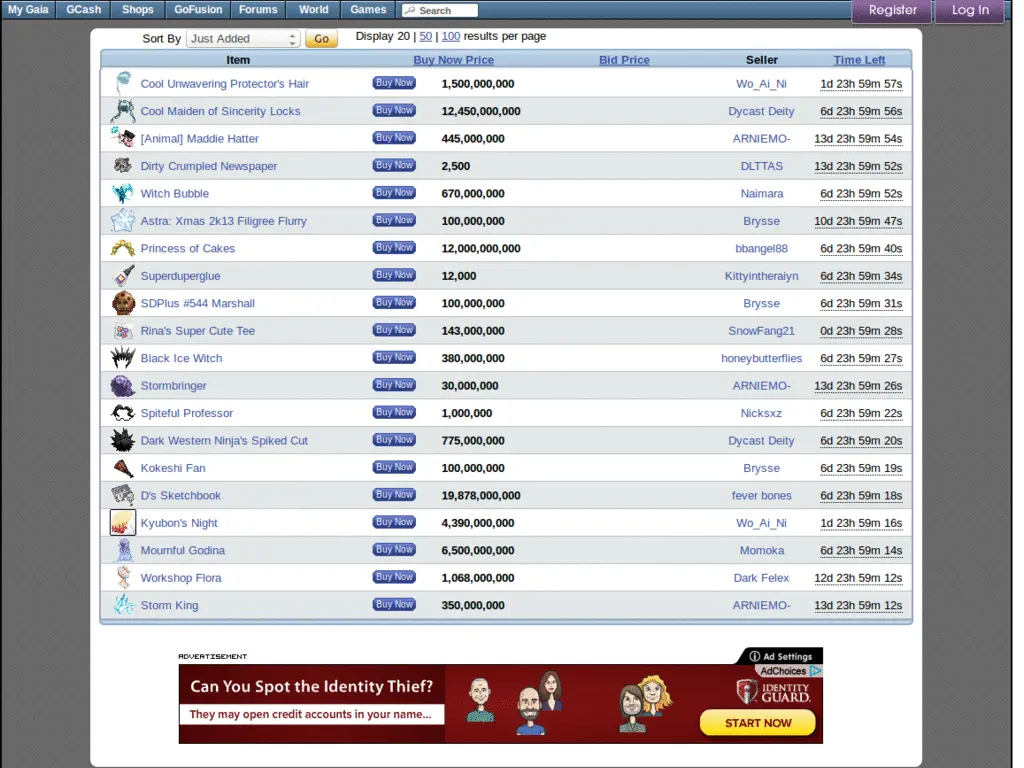 My Gaia GCash Shops GoFusion Forums World Games Search Register Log In
Sort By Just Added Go Display 20 | 50 | 100 results per page
Item Buy Now Price Bid Price Seller Time Left
Cool Unwavering Protector's Hair Buy Now 1,500,000,000 Wo_Ai_Ni 1d 23h 59m 57s
Cool Maiden of Sincerity Locks Buy Now 12,450,000,000 Dycast Deity 6d 23h 59m 56s
[Animal] Maddie Hatter Buy Now 445,000,000 ARNIEMO- 13d 23h 59m 54s
Dirty Crumpled Newspaper Buy Now 2,500 DLTTAS 13d 23h 59m 52s
Witch Bubble Buy Now 670,000,000 Naimara 6d 23h 59m 52s
Astra: Xmas 2k13 Filigree Flurry Buy Now 100,000,000 Brysse 10d 23h 59m 47s
Princess of Cakes Buy Now 12,000,000,000 bbangel88 6d 23h 59m 40s
Superduperglue Buy Now 12,000 Kittyintheraiyn 6d 23h 59m 34s
SDPlus #544 Marshall Buy Now 100,000,000 Brysse 6d 23h 59m 31s
Rina's Super Cute Tee Buy Now 143,000,000 SnowFang21 0d 23h 59m 28s
Black Ice Witch Buy Now 380,000,000 honeybutterflies 6d 23h 59m 27s
Stormbringer Buy Now 30,000,000 ARNIEMO- 13d 23h 59m 26s
Spiteful Professor Buy Now 1,000,000 Nicksxz 6d 23h 59m 22s
Dark Western Ninja's Spiked Cut Buy Now 775,000,000 Dycast Deity 6d 23h 59m 20s
Kokeshi Fan Buy Now 100,000,000 Brysse 6d 23h 59m 19s
D's Sketchbook Buy Now 19,878,000,000 fever bones 6d 23h 59m 18s
Kyubon's Night Buy Now 4,390,000,000 Wo_Ai_Ni 1d 23h 59m 16s
Mournful Godina Buy Now 6,500,000,000 Momoka 6d 23h 59m 14s
Workshop Flora Buy Now 1,068,000,000 Dark Felex 12d 23h 59m 12s
Storm King Buy Now 350,000,000 ARNIEMO- 13d 23h 59m 12s
ADVERTISEMENT Ad Settings
AdChoices
Can You Spot the Identity Thief?
They may open credit accounts in your name...
IDENTITY
GUARD.
START NOW